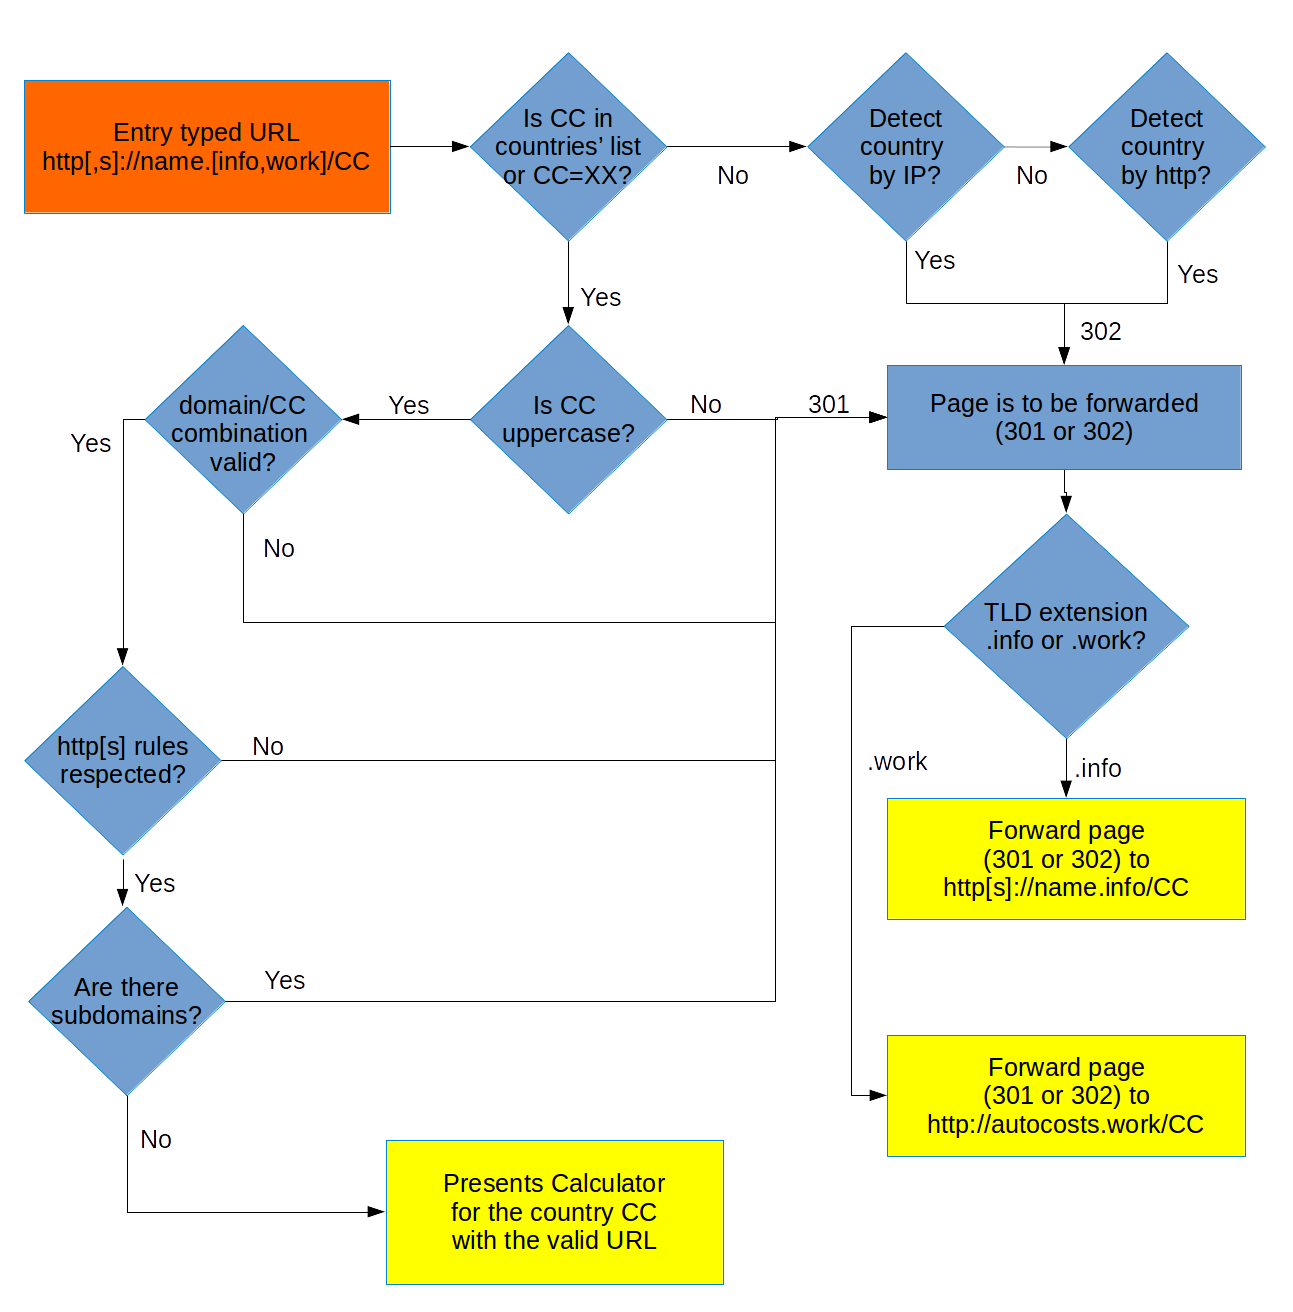 Entry typed URL
http[,s]://name.[info,work]/CC
Is CC in
countries’ list
or CC=XX?
No
Detect
country
by IP?
No
Detect
country
by http?
Yes
Yes
Yes
302
domain/CC
combination
valid?
Yes
Is CC
uppercase?
No
301
Page is to be forwarded
(301 or 302)
Yes
No
TLD extension
.info or .work?
http[s] rules
respected?
No
.work
.info
Forward page
(301 or 302) to
http[s]://name.info/CC
Yes
Are there
subdomains?
Yes
Forward page
(301 or 302) to
http://autocosts.work/CC
No
Presents Calculator
for the country CC
with the valid URL